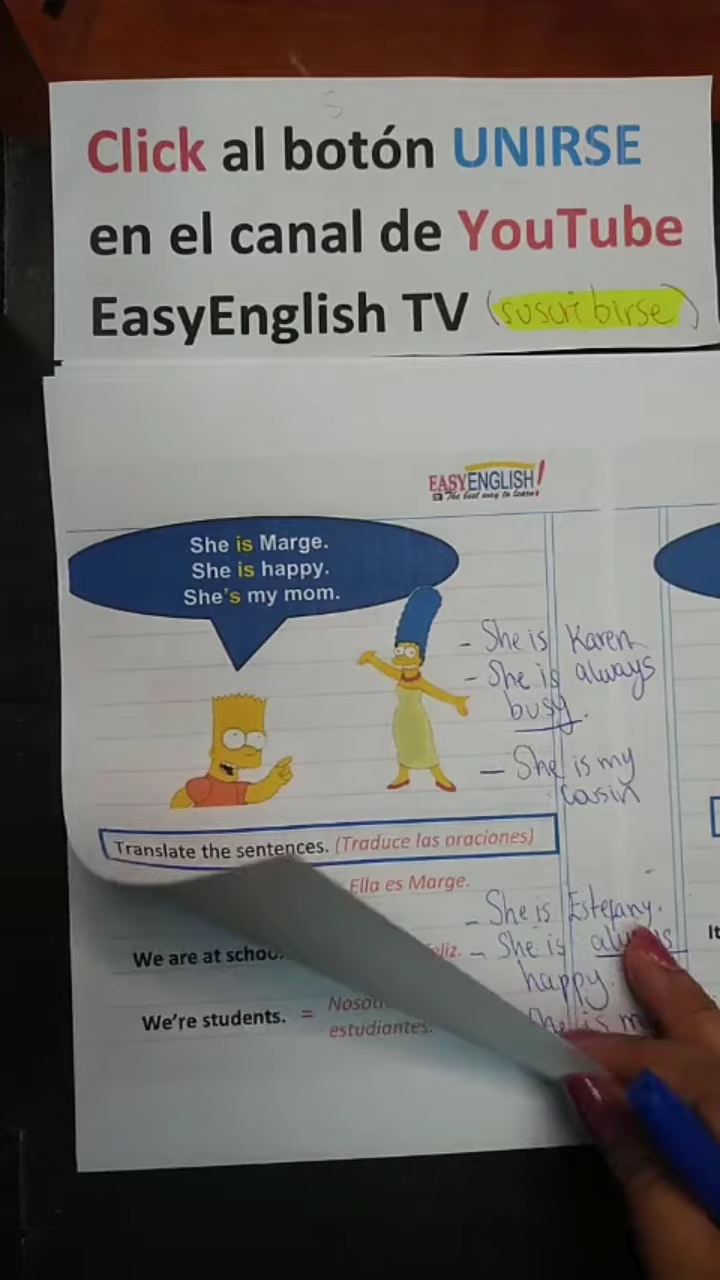 Click al botón UNIRSE
en el canal de YouTube
EasyEnglish TV (suscribirse)
EASYENGLISH!
The best way to learn!
She is Marge.
She is happy.
She's my mom.
- She is Karen
- She is always
busy.
- She is my
cousin
Translate the sentences. (Traduce las oraciones)
Ella es Marge.
- She is Estefany.
We are at
eliz.
- She is always
happy.
We're students. =
estudiantes.
She is m
It